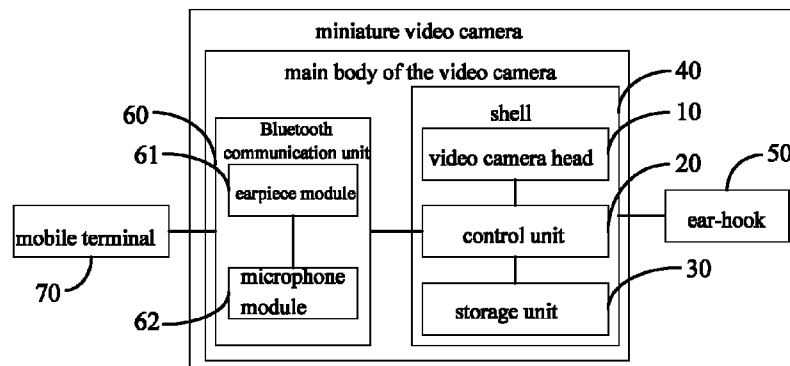 miniature video camera
main body of the video camera
40
shell
10
60
Bluetooth
communication unit
61
video camera head
20
50
earpiece module
mobile terminal
control unit
ear-hook
70
62
microphone
module
30
storage unit